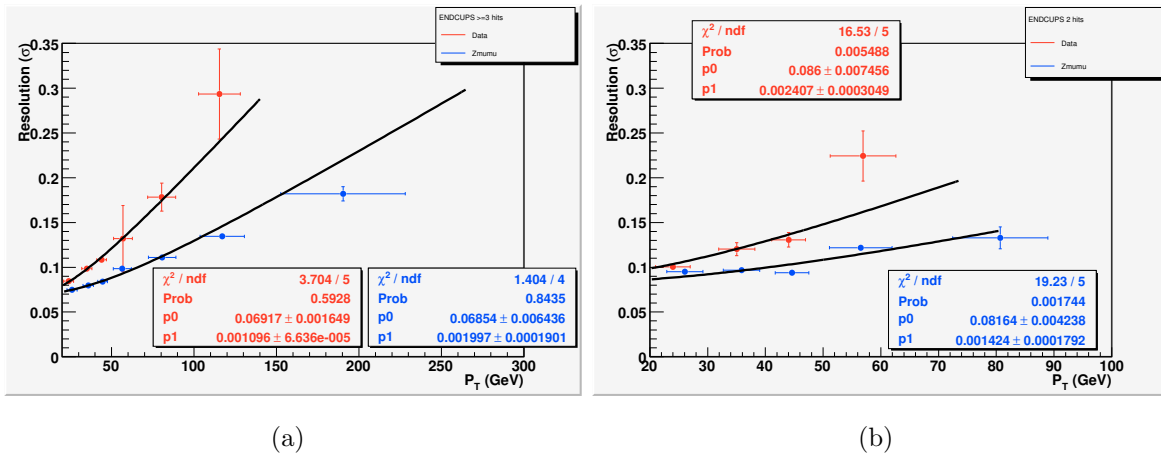 ENDCUPS >=3 hits
Data
Zmumu
Resolution (σ)
0.35
0.3
0.25
0.2
0.15
0.1
0.05
0
50
100
150
200
250
300
P_T (GeV)
χ² / ndf 3.704 / 5
Prob 0.5928
p0 0.06917 ± 0.001649
p1 0.001096 ± 6.636e-005
χ² / ndf 1.404 / 4
Prob 0.8435
p0 0.06854 ± 0.006436
p1 0.001997 ± 0.0001901
(a)
ENDCUPS 2 hits
Data
Zmumu
χ² / ndf 16.53 / 5
Prob 0.005488
p0 0.086 ± 0.007456
p1 0.002407 ± 0.0003049
Resolution (σ)
0.35
0.3
0.25
0.2
0.15
0.1
0.05
0
20
30
40
50
60
70
80
90
100
P_T (GeV)
χ² / ndf 19.23 / 5
Prob 0.001744
p0 0.08164 ± 0.004238
p1 0.001424 ± 0.0001792
(b)